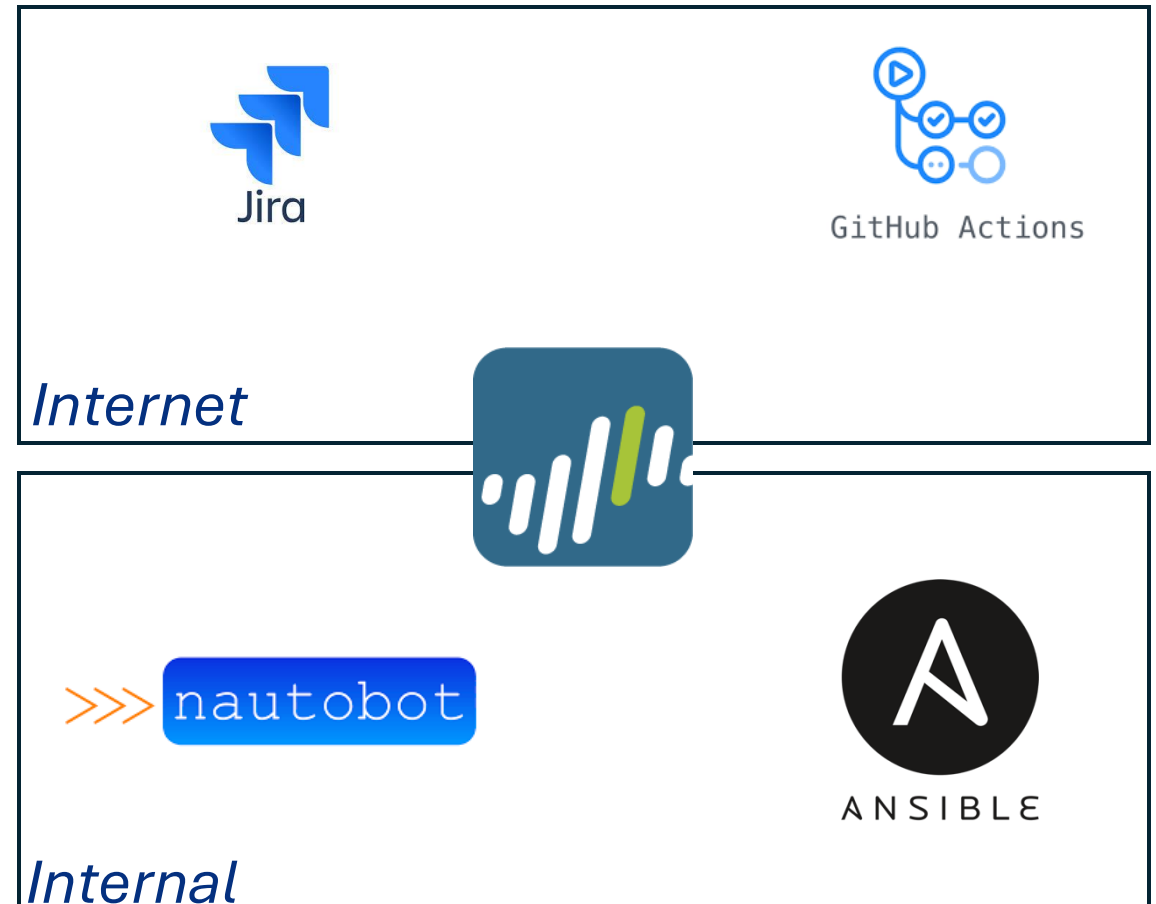 Jira
GitHub Actions
Internet
>>> nautobot
ANSIBLE
Internal